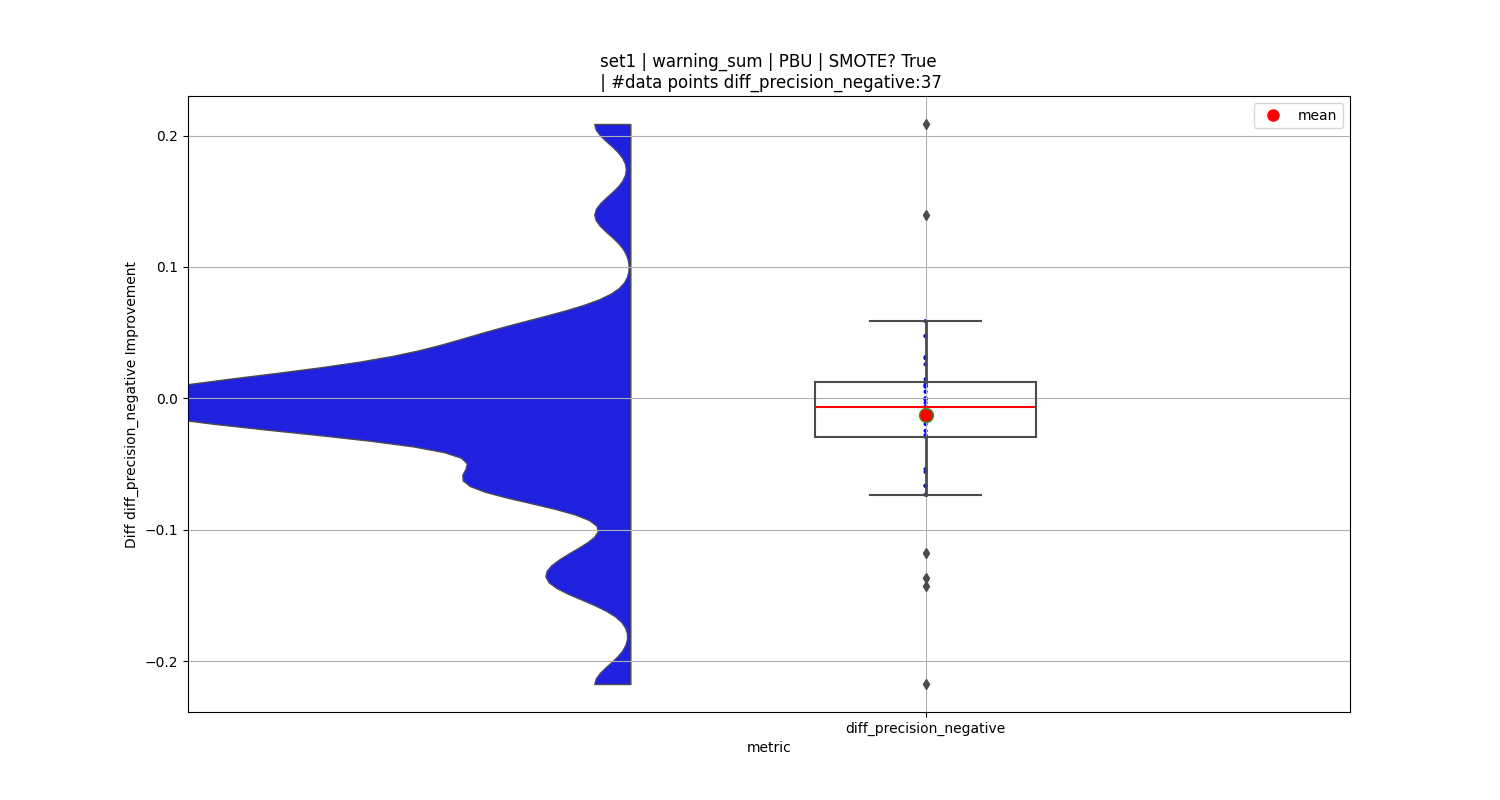 set1 | warning_sum | PBU | SMOTE? True
| #data points diff_precision_negative:37
mean
0.2
0.1
0.0
−0.1
−0.2
Diff diff_precision_negative Improvement
diff_precision_negative
metric